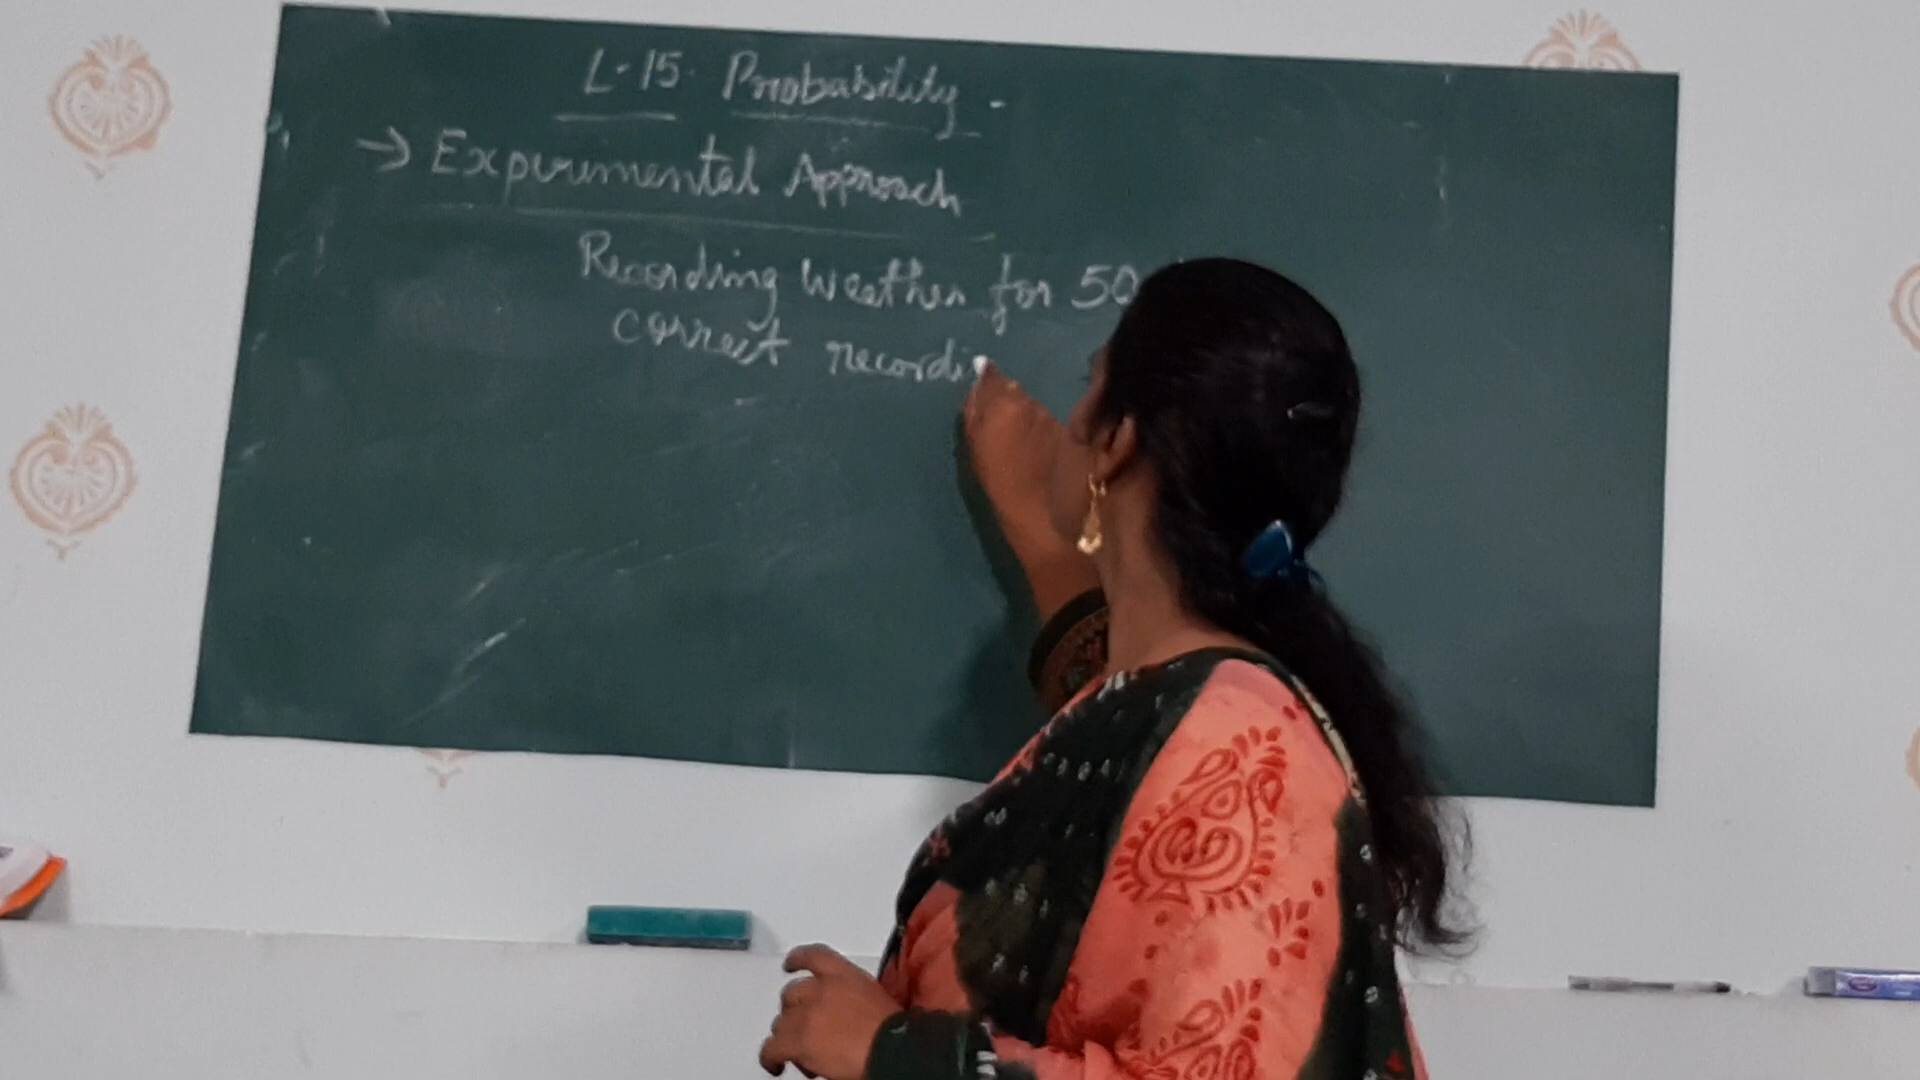 L-15. Probability -
→ Experimental Approach
Recording Weather for 50
correct recordi